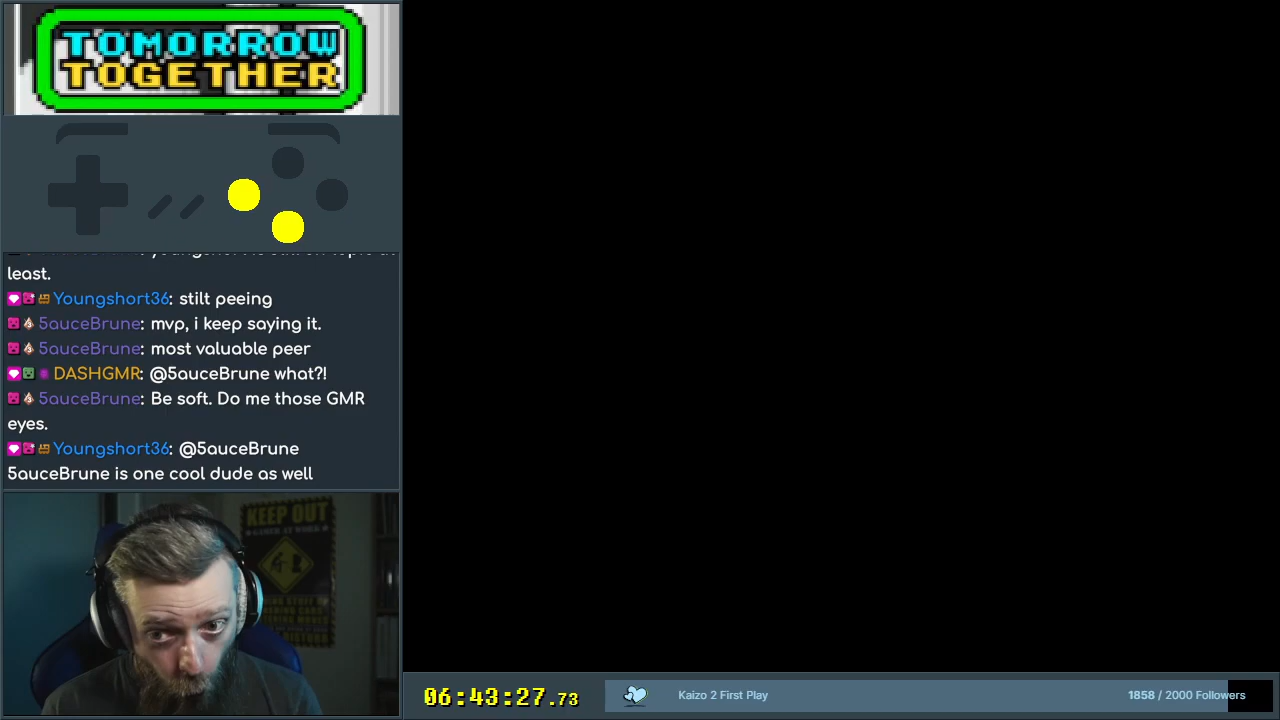 TOMORROW
TOGETHER
least.
Youngshort36: stilt peeing
5auceBrune: mvp, i keep saying it.
5auceBrune: most valuable peer
DASHGMR: @5auceBrune what?!
5auceBrune: Be soft. Do me those GMR
eyes.
Youngshort36: @5auceBrune
5auceBrune is one cool dude as well
KEEP OUT
06:43:27.73
Kaizo 2 First Play
1858 / 2000 Followers